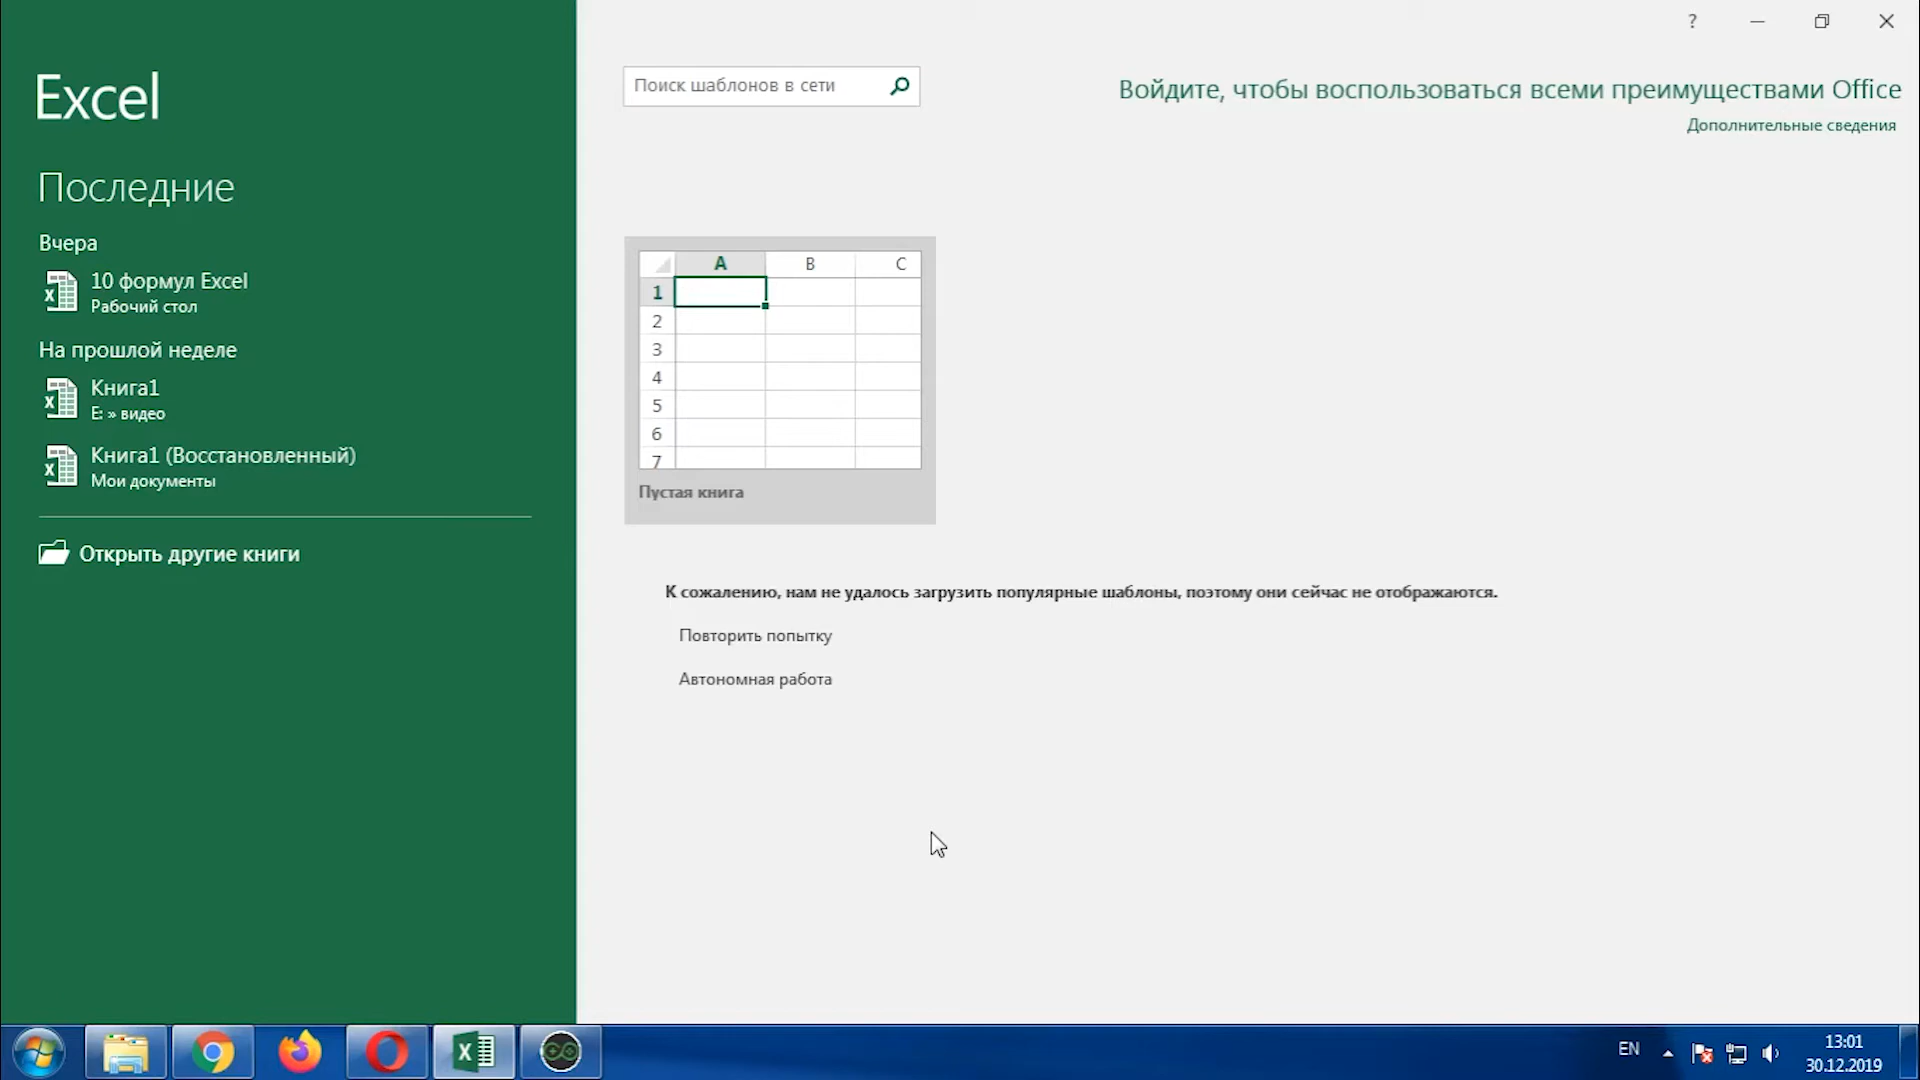 ?
Excel
Последние
Вчера
10 формул Excel
Рабочий стол
На прошлой неделе
Книга1
E: » видео
Книга1 (Восстановленный)
Мои документы
Открыть другие книги
Поиск шаблонов в сети
Войдите, чтобы воспользоваться всеми преимуществами Office
Дополнительные сведения
A B C
1
2
3
4
5
6
7
Пустая книга
К сожалению, нам не удалось загрузить популярные шаблоны, поэтому они сейчас не отображаются.
Повторить попытку
Автономная работа
EN
13:01
30.12.2019